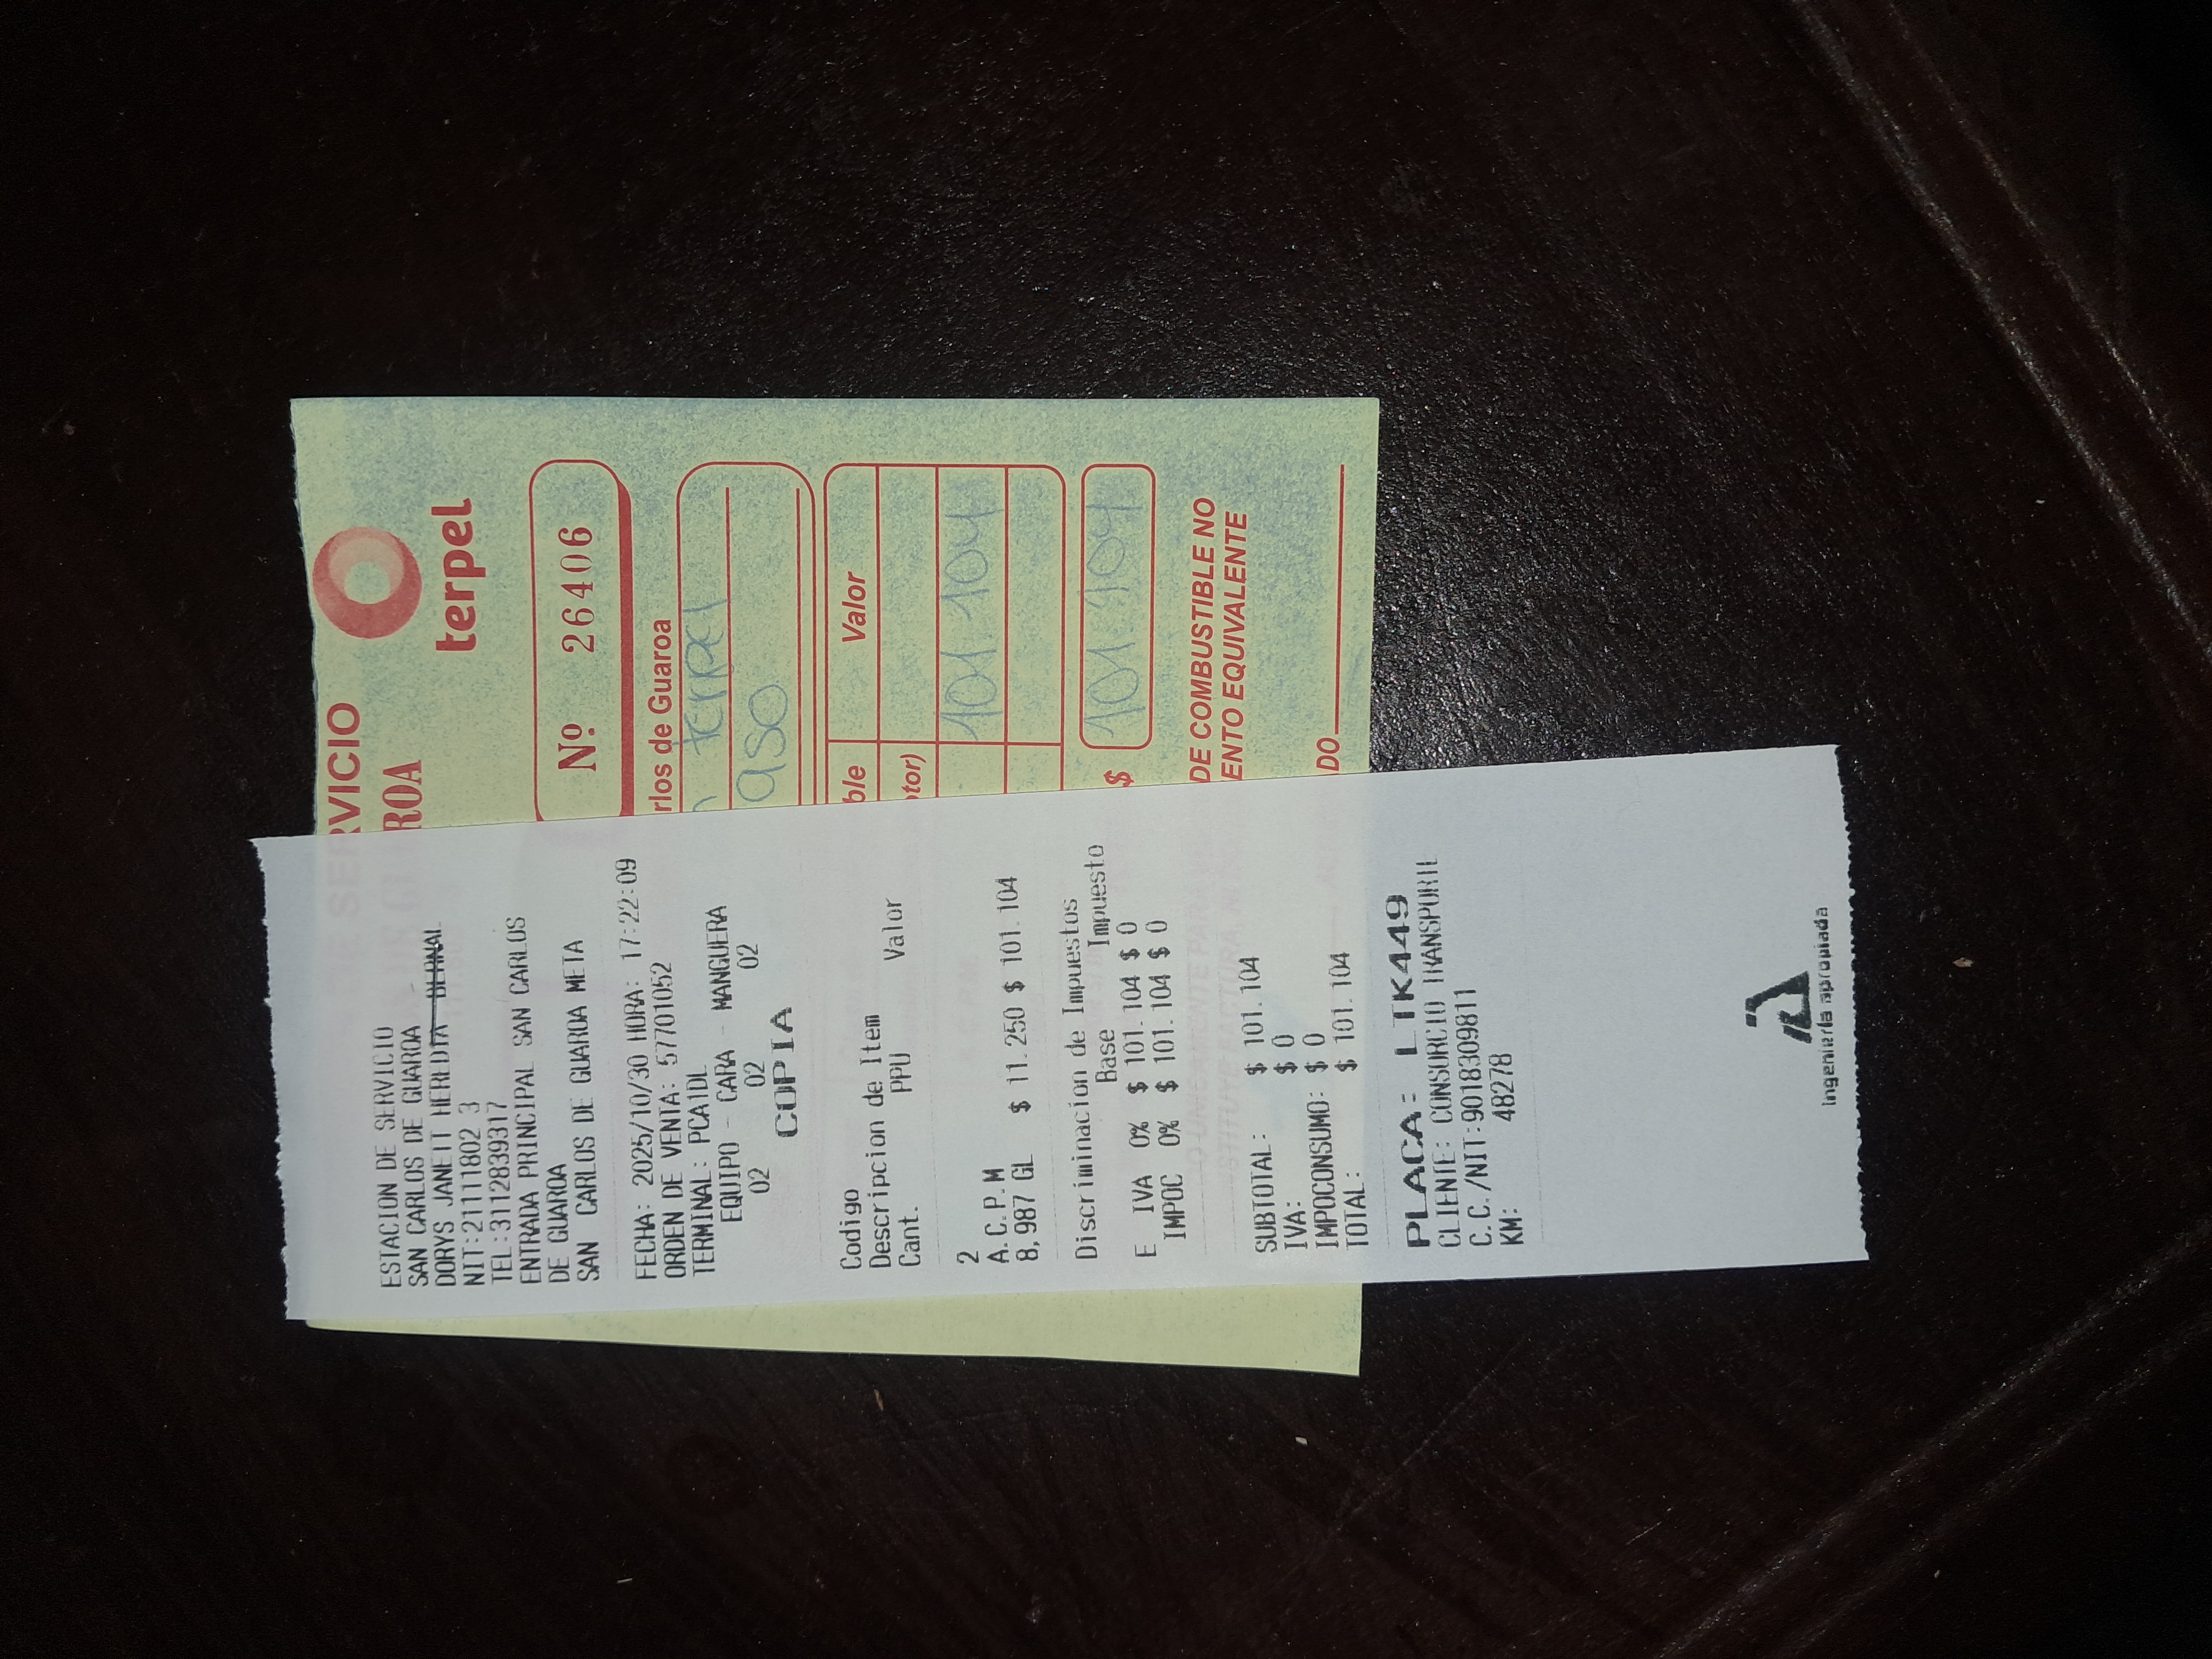 ESTACION DE SERVICIO
SAN CARLOS DE GUAROA
DORYS JANETT HEREDIA BERNAL
NIT:21111802 3
TEL:3112839317
ENTRADA PRINCIPAL SAN CARLOS
DE GUAROA
SAN CARLOS DE GUAROA META
FECHA: 2025/10/30 HORA: 17:22:09
ORDEN DE VENTA: 57701052
TERMINAL: PCAIDL
EQUIPO - CARA - MANGUERA
02 02 02
COPIA
Codigo
Descripcion de Item
Cant. PPU Valor
2
A.C.P.M
8,987 GL $ 11.250 $ 101.104
Discriminacion de Impuestos
Base Impuesto
E IVA 0% $ 101.104 $ 0
IMPOC 0% $ 101.104 $ 0
SUBTOTAL: $ 101.104
IVA: $ 0
IMPOCONSUMO: $ 0
TOTAL: $ 101.104
PLACA: LTK449
CLIENTE: CONSORCIO TRANSPORTE
C.C./NIT:9018309811
KM: 48278
Ingeniería apropiada
RVICIO
ROA
terpel
Nº 26406
rlos de Guaroa
terpel
aso
ble Valor
otor)
101.104
$ 101.104
DE COMBUSTIBLE NO
ENTO EQUIVALENTE
DO